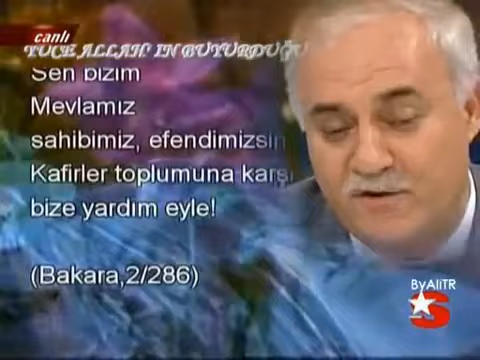 canlı
YÜCE ALLAH' IN BUYURDUĞU
Sen bizim
Mevlamız
sahibimiz, efendimizsin
Kafirler toplumuna karşı
bize yardım eyle!
(Bakara,2/286)
ByAliTR
S